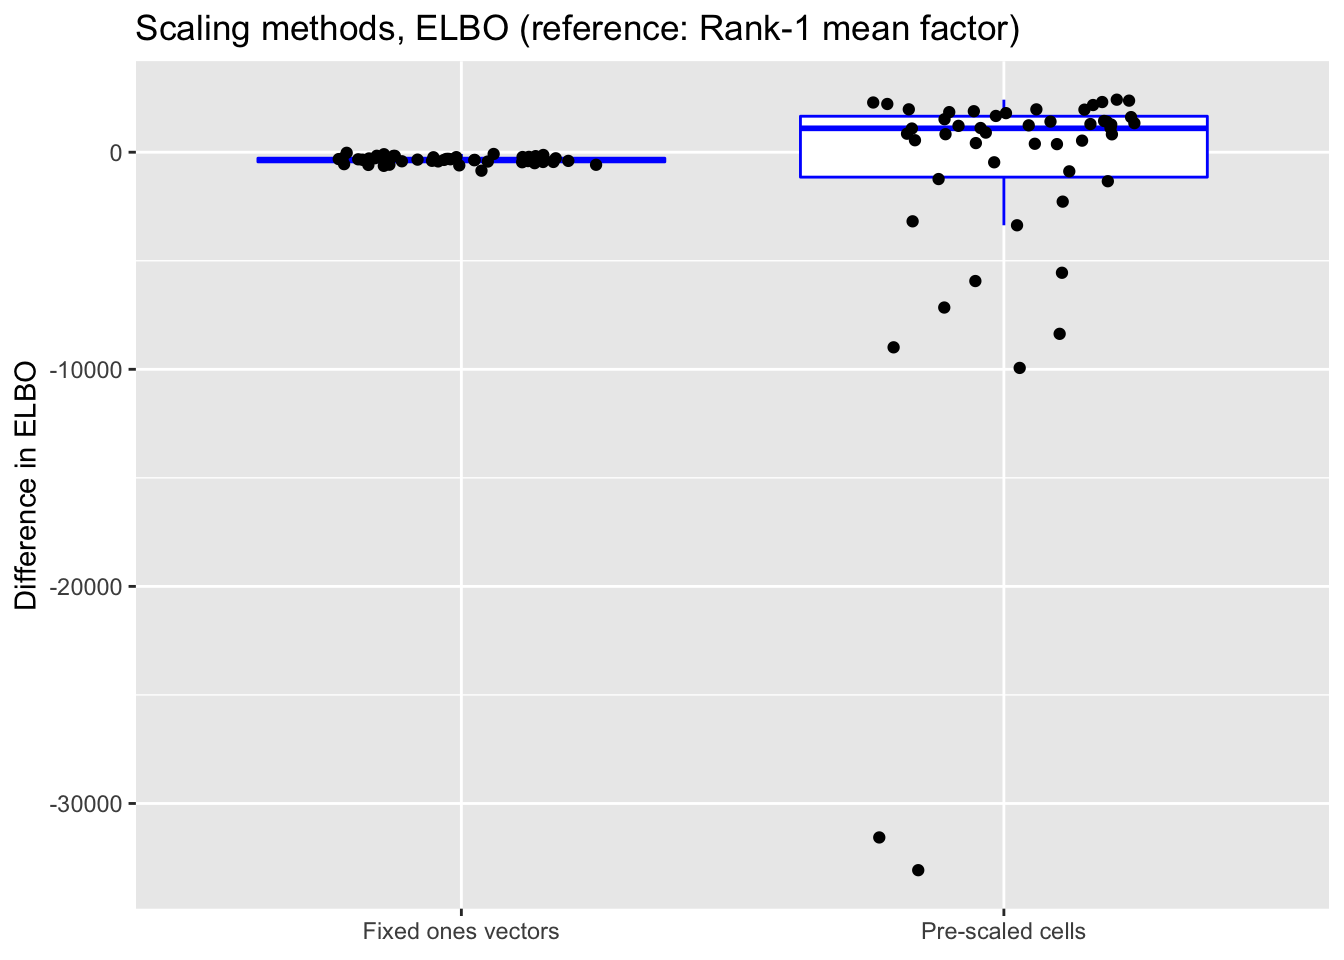 Scaling methods, ELBO (reference: Rank-1 mean factor)
Difference in ELBO
0
-10000
-20000
-30000
Fixed ones vectors
Pre-scaled cells